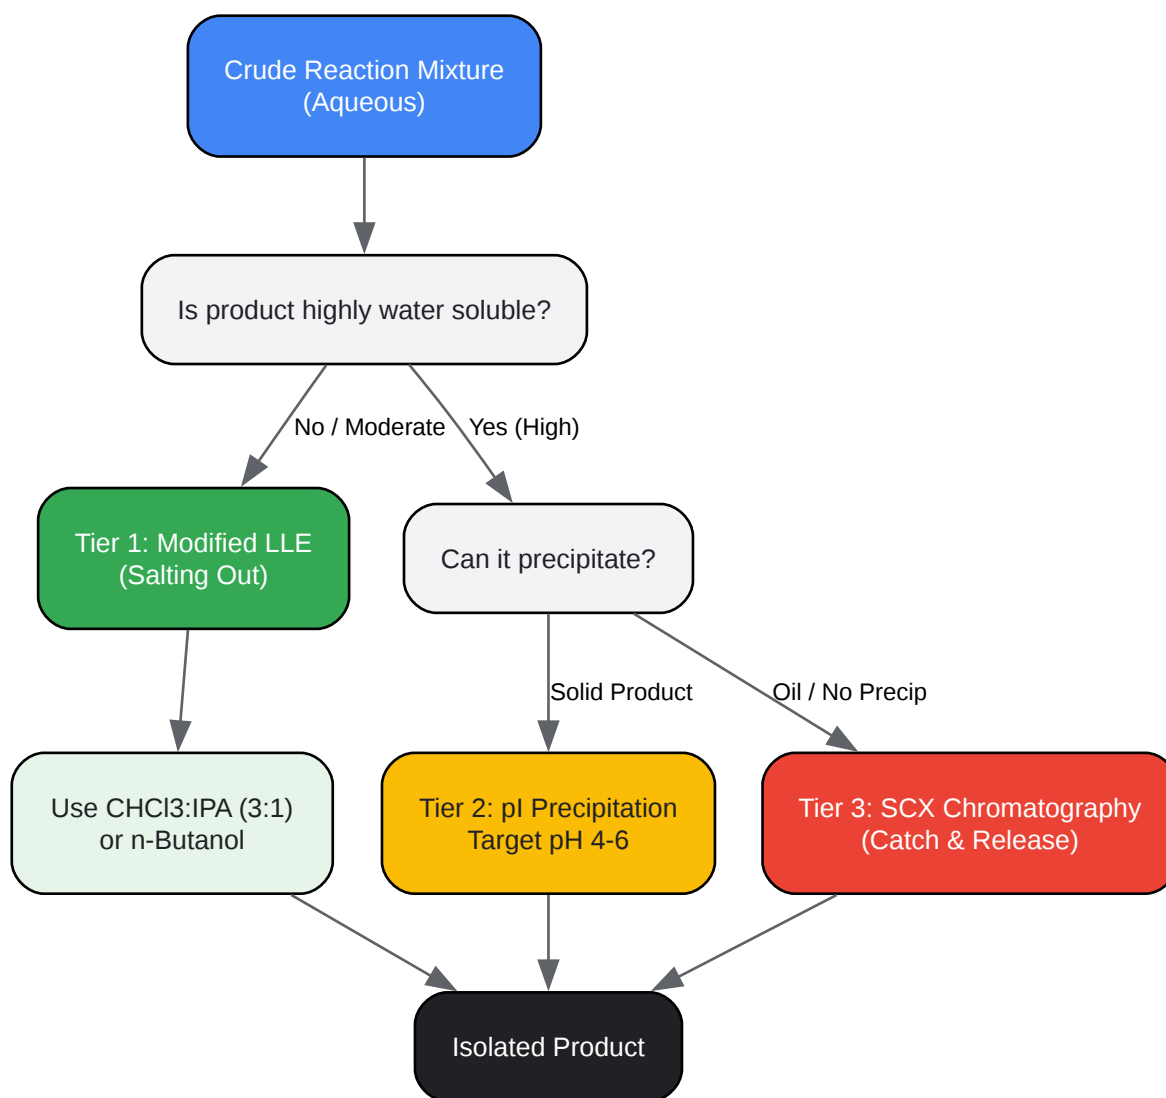 Crude Reaction Mixture
(Aqueous)
Is product highly water soluble?
No / Moderate
Yes (High)
Tier 1: Modified LLE
(Salting Out)
Can it precipitate?
Solid Product
Oil / No Precip
Use CHCl3:IPA (3:1)
or n-Butanol
Tier 2: pI Precipitation
Target pH 4-6
Tier 3: SCX Chromatography
(Catch & Release)
Isolated Product